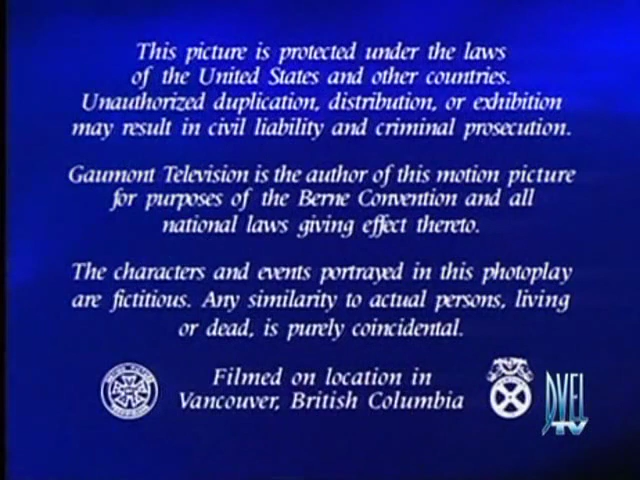 This picture is protected under the laws
of the United States and other countries.
Unauthorized duplication, distribution, or exhibition
may result in civil liability and criminal prosecution.
Gaumont Television is the author of this motion picture
for purposes of the Berne Convention and all
national laws giving effect thereto.
The characters and events portrayed in this photoplay
are fictitious. Any similarity to actual persons, living
or dead, is purely coincidental.
Filmed on location in
Vancouver, British Columbia
TV